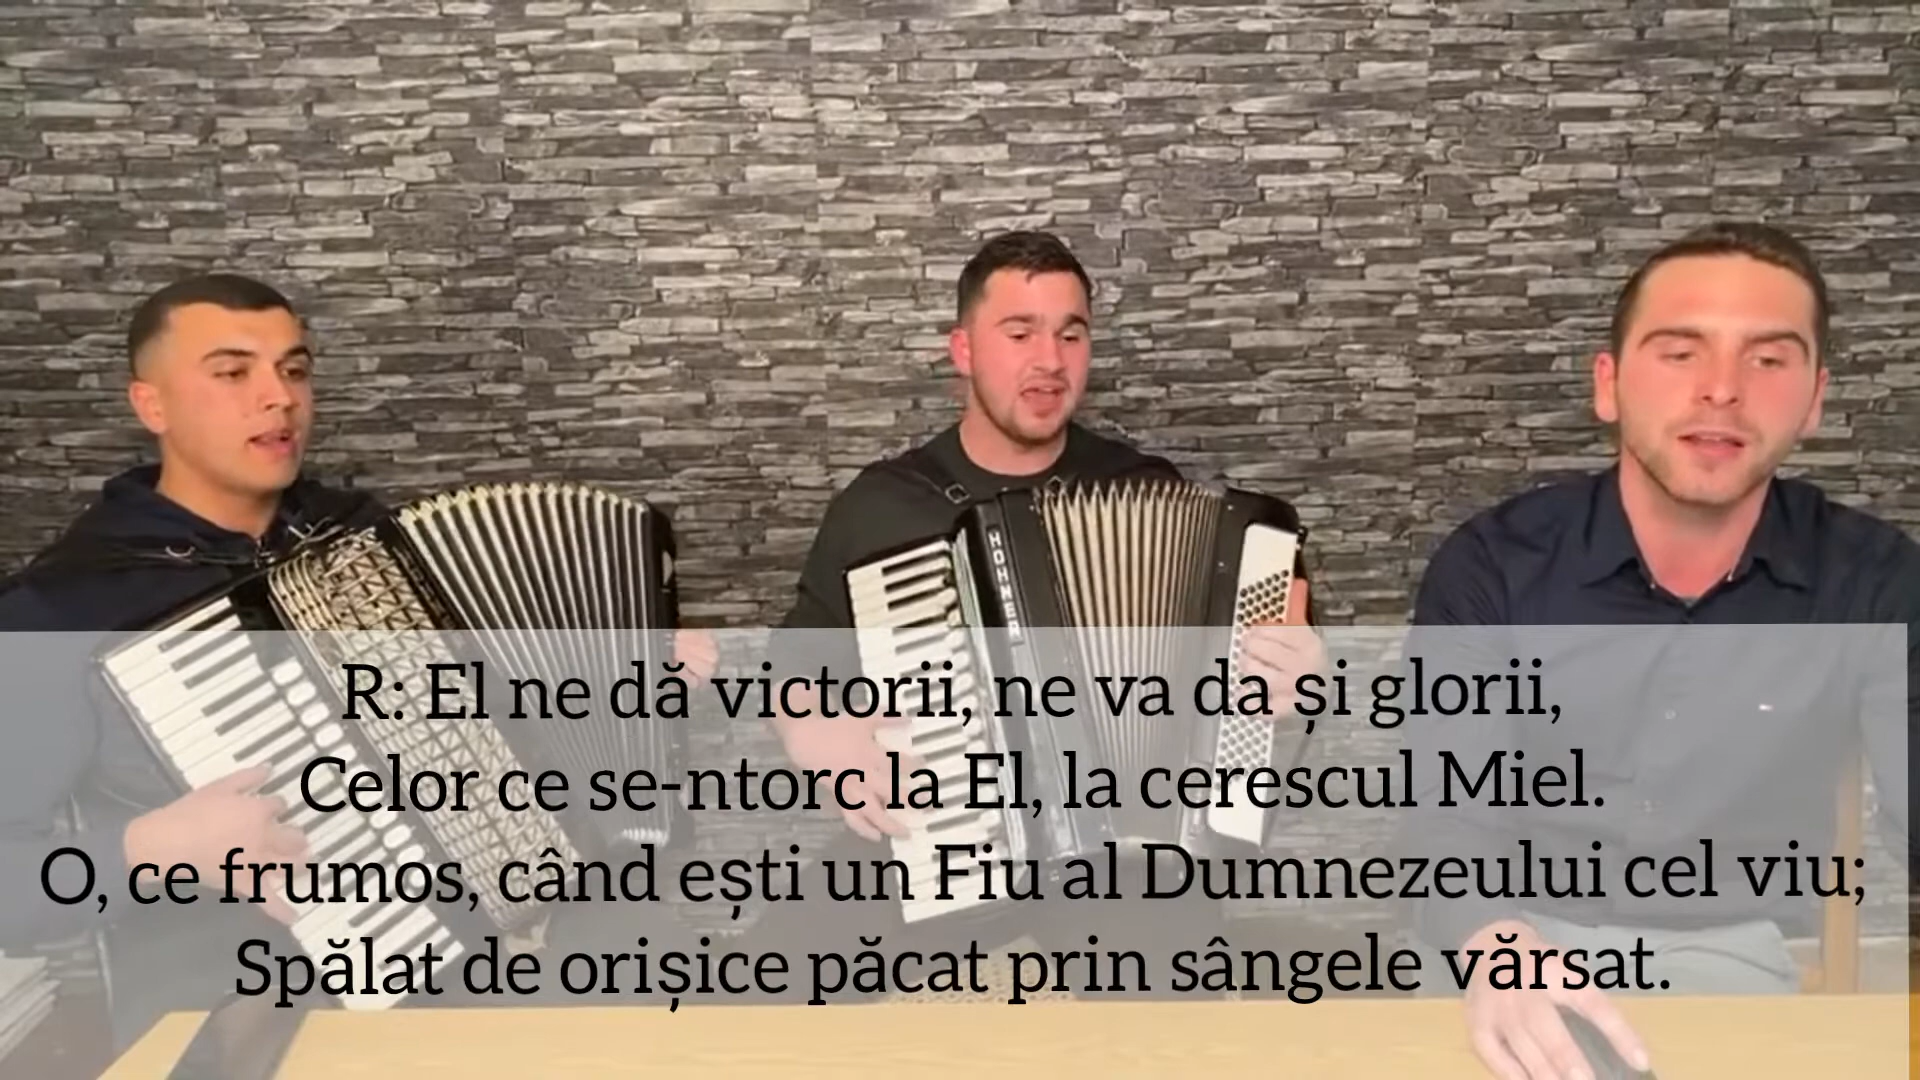 HOHNER
R: El ne dă victorii, ne va da și glorii,
Celor ce se-ntorc la El, la cerescul Miel.
O, ce frumos, când ești un Fiu al Dumnezeului cel viu;
Spălat de orișice păcat prin sângele vărsat.